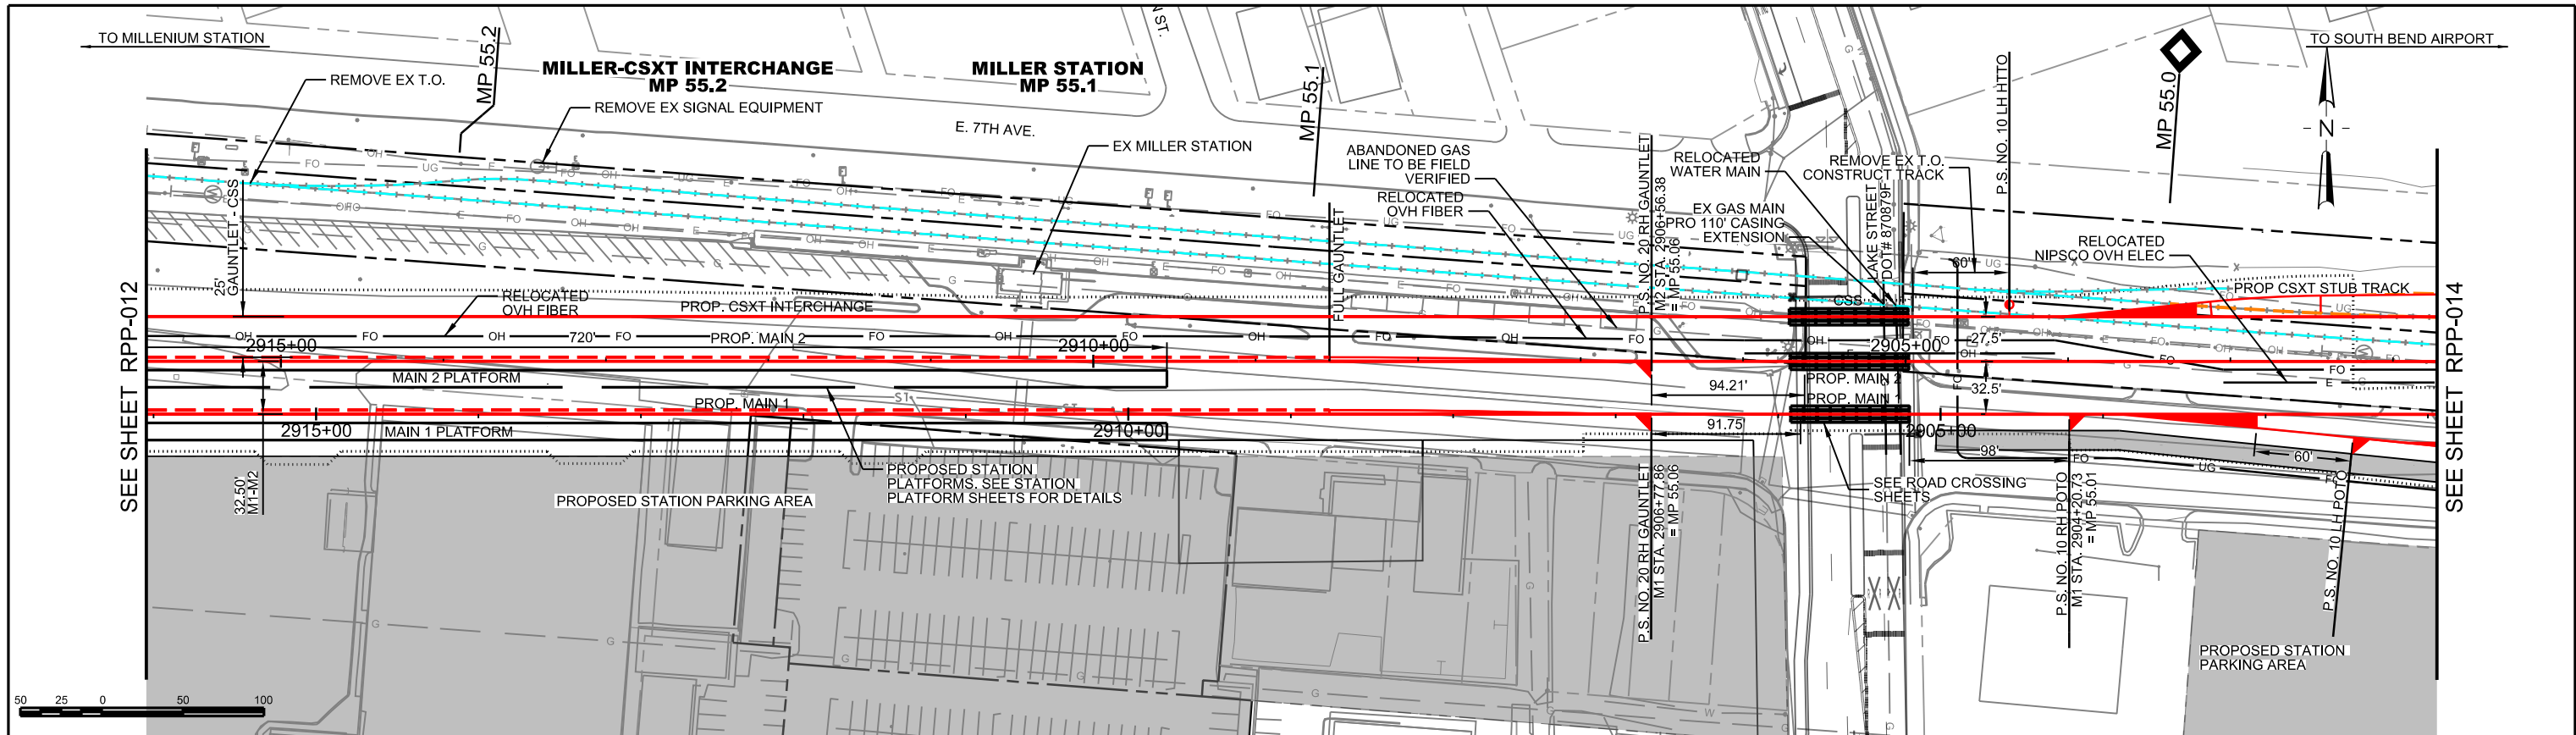 TO MILLENIUM STATION
MP 55.2
MILLER-CSXT INTERCHANGE
MP 55.2
MILLER STATION
MP 55.1
N ST.
TO SOUTH BEND AIRPORT
N
REMOVE EX T.O.
REMOVE EX SIGNAL EQUIPMENT
E. 7TH AVE.
EX MILLER STATION
MP 55.1
ABANDONED GAS
LINE TO BE FIELD
VERIFIED
RELOCATED
OVH FIBER
P.S. NO. 20 RH GAUNTLET
M2 STA. 2906+56.38
= MP 55.06
RELOCATED
WATER MAIN
EX GAS MAIN
PRO 110' CASING
EXTENSION
LAKE STREET
DOT# 870879F
REMOVE EX T.O.
CONSTRUCT TRACK
P.S. NO. 10 LH HTTO
MP 55.0
60'
RELOCATED
NIPSCO OVH ELEC
PROP CSXT STUB TRACK
SEE SHEET RPP-012
SEE SHEET RPP-014
25'
GAUNTLET - CSS
RELOCATED
OVH FIBER
PROP. CSXT INTERCHANGE
FULL GAUNTLET
CSS
720'
PROP. MAIN 2
2915+00
2910+00
2905+00
27.5'
MAIN 2 PLATFORM
94.21'
PROP. MAIN 2
32.5'
PROP. MAIN 1
PROP. MAIN 1
2915+00
MAIN 1 PLATFORM
2910+00
91.75'
2905+00
32.50'
M1-M2
PROPOSED STATION
PLATFORMS. SEE STATION
PLATFORM SHEETS FOR DETAILS
PROPOSED STATION PARKING AREA
P.S. NO. 20 RH GAUNTLET
M1 STA. 2906+77.86
= MP 55.06
98'
SEE ROAD CROSSING
SHEETS
P.S. NO. 10 RH POTO
M1 STA. 2904+20.73
= MP 55.01
60'
P.S. NO. 10 LH POTO
PROPOSED STATION
PARKING AREA
50 25 0 50 100